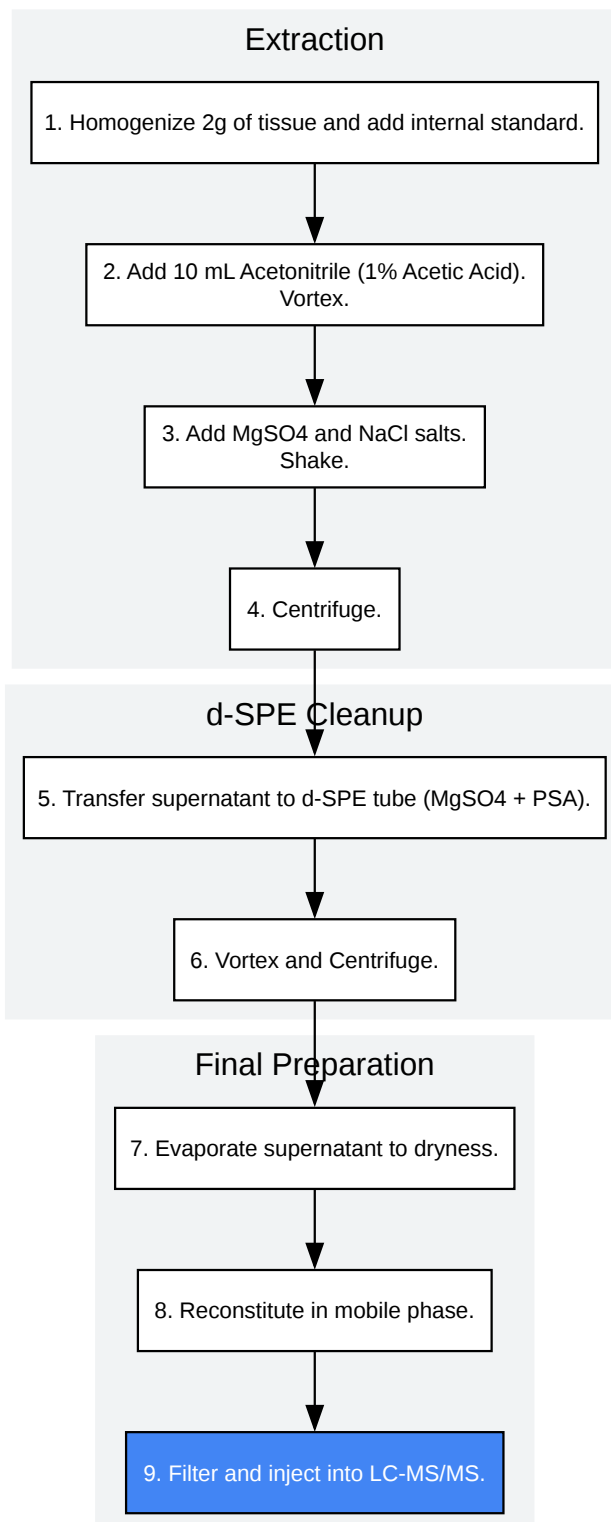 Extraction
1. Homogenize 2g of tissue and add internal standard.
2. Add 10 mL Acetonitrile (1% Acetic Acid).
Vortex.
3. Add MgSO4 and NaCl salts.
Shake.
4. Centrifuge.
d-SPE Cleanup
5. Transfer supernatant to d-SPE tube (MgSO4 + PSA).
6. Vortex and Centrifuge.
Final Preparation
7. Evaporate supernatant to dryness.
8. Reconstitute in mobile phase.
9. Filter and inject into LC-MS/MS.